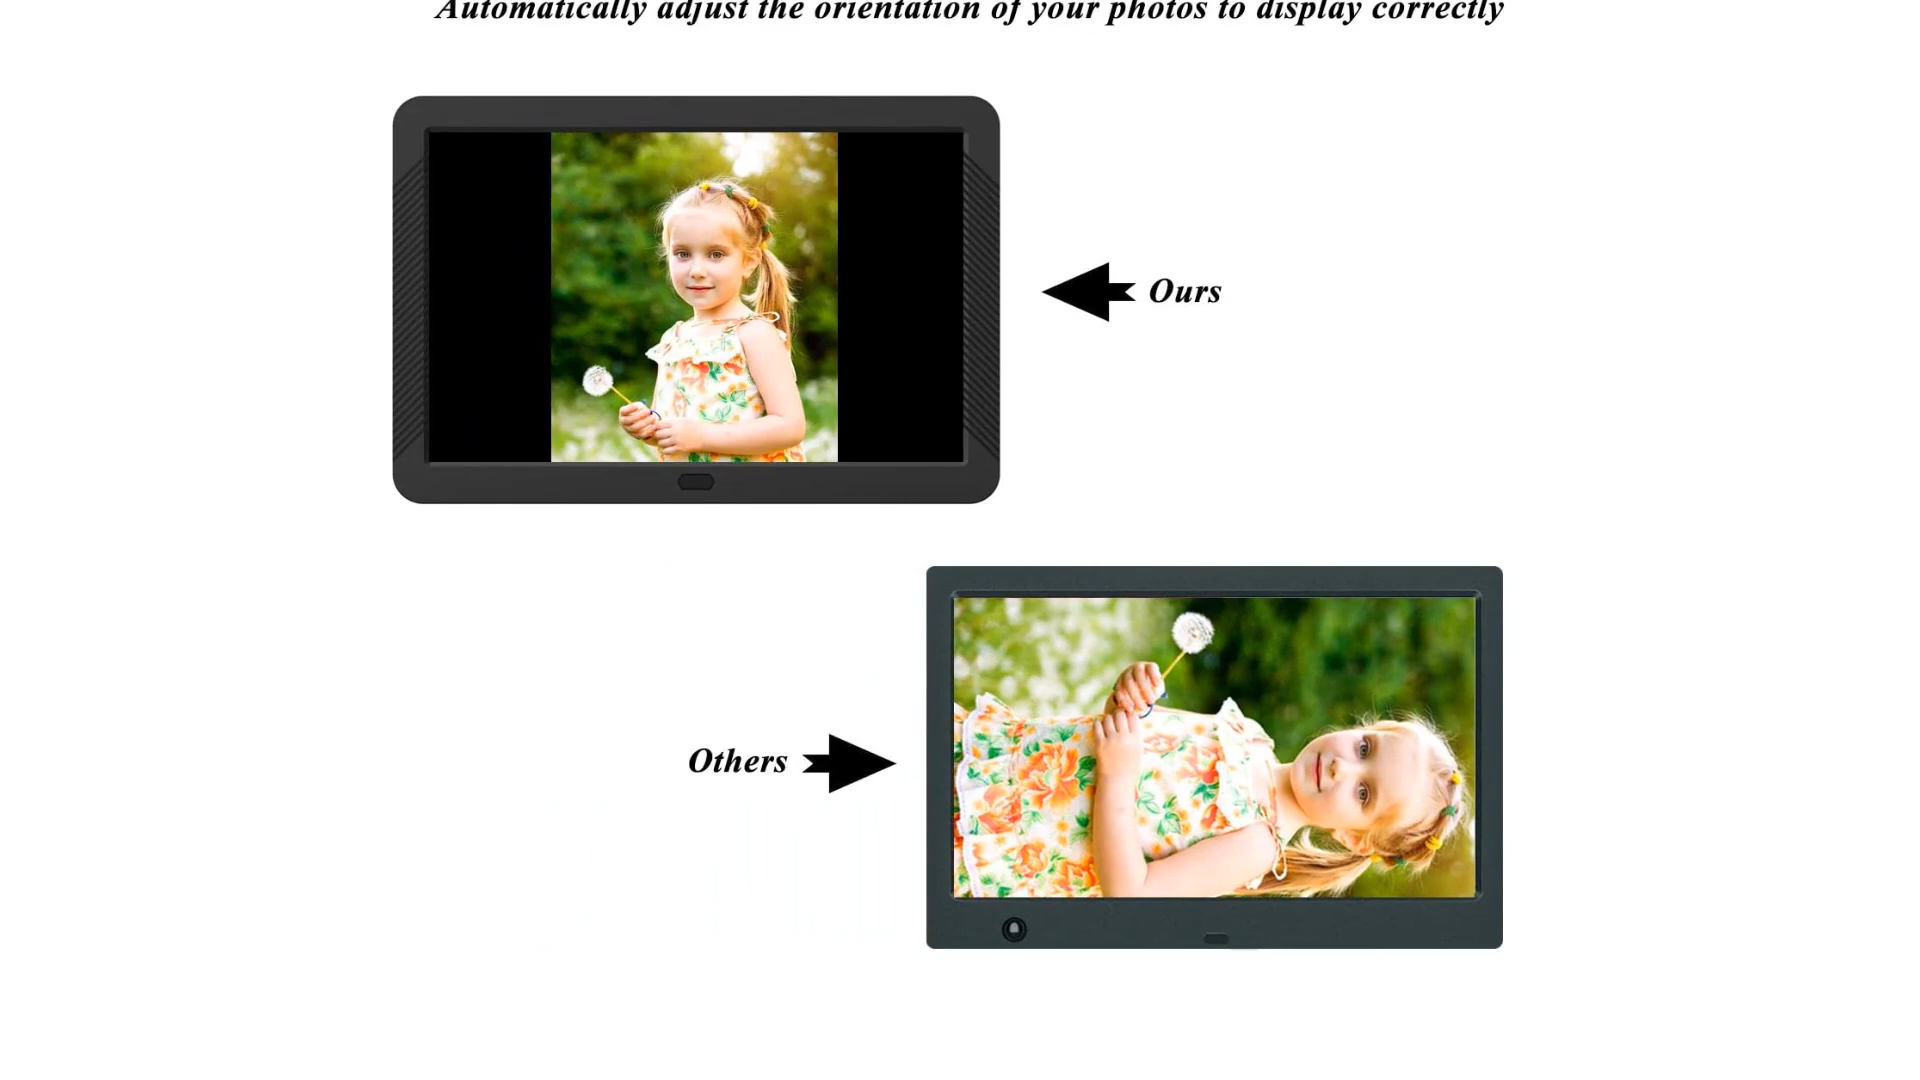 Automatically adjust the orientation of your photos to display correctly
Ours
Others